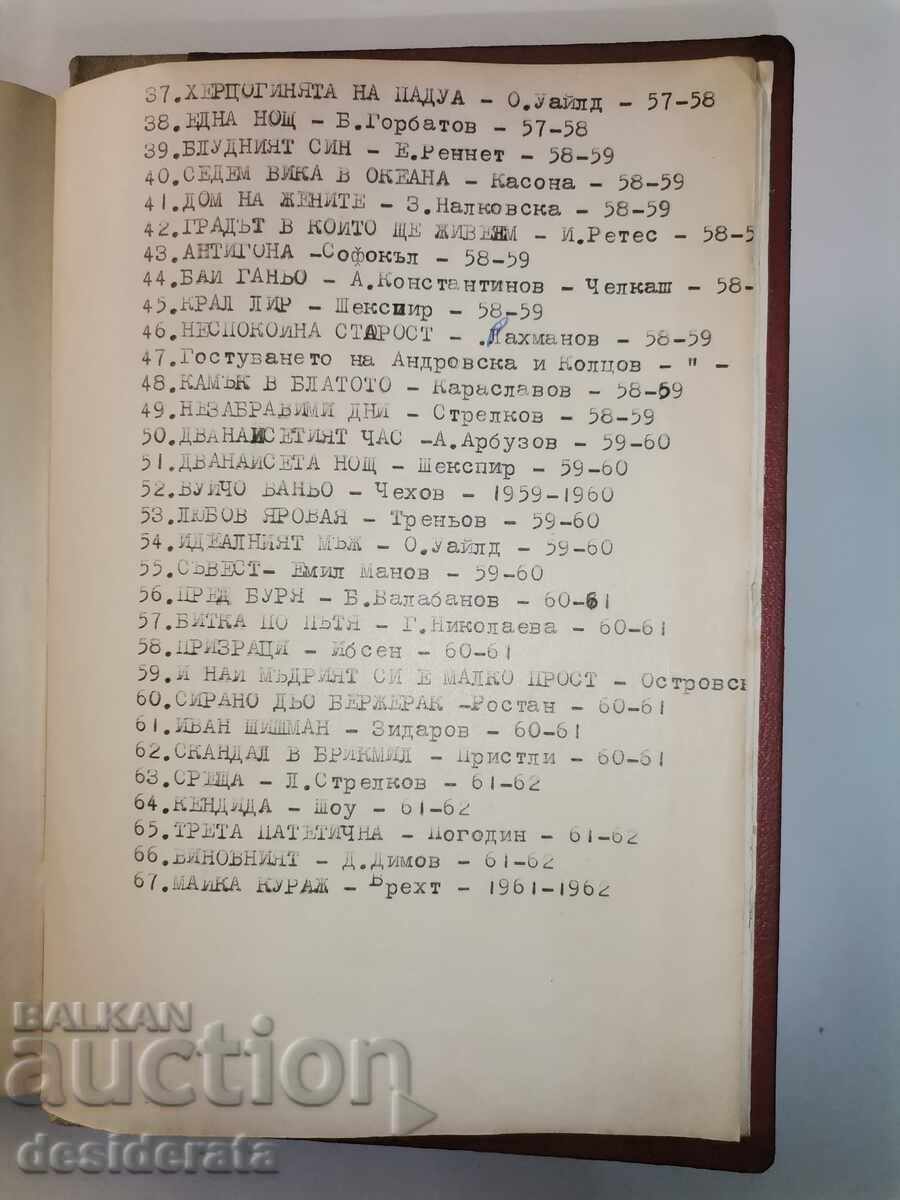 37.ХЕРЦОГИНЯТА НА ПАДУА - О.Уайлд - 57-58
38.ЕДНА НОЩ - Б.Горбатов - 57-58
39.БЛУДНИЯТ СИН - Е.Реннет - 58-59
40.СЕДЕМ ВИКА В ОКЕАНА - Касона - 58-59
41.ДОМ НА ЖЕНИТЕ - З.Налковска - 58-59
42.ГРАДЪТ В КОЙТО ЩЕ ЖИВЕЕМ - И.Ретес - 58-5
43.АНТИГОНА -Софокъл - 58-59
44.БАЙ ГАНЬО - А.Константинов - Челкаш - 58-
45.КРАЛ ЛИР - Шекспир - 58-59
46.НЕСПОКОЙНА СТАРОСТ - .Рахманов - 58-59
47.Гостуването на Андровска и Колцов - " -
48.КАМЪК В БЛАТОТО - Караславов - 58-59
49.НЕЗАБРАВИМИ ДНИ - Стрелков - 58-59
50.ДВАНАЙСЕТИЯТ ЧАС -А.Арбузов - 59-60
51.ДВАНАЙСЕТА НОЩ - Шекспир - 59-60
52.ВУЙЧО ВАНЬО - Чехов - 1959-1960
53.ЛЮБОВ ЯРОВАЯ - Треньов - 59-60
54.ИДЕАЛНИЯТ МЪЖ - О.Уайлд - 59-60
55.СЪВЕСТ- Емил Манов - 59-60
56.ПРЕД БУРЯ - Б.Балабанов - 60-61
57.БИТКА ПО ПЪТЯ - Г.Николаева - 60-61
58.ПРИЗРАЦИ - Ибсен - 60-61
59.И НАЙ МЪДРИЯТ СИ Е МАЛКО ПРОСТ - Островск
60.СИРАНО ДЬО БЕРЖЕРАК -Ростан - 60-61
61.ИВАН ШИШМАН - Зидаров - 60-61
62.СКАНДАЛ В БРИКМИЛ - Пристли - 60-61
63.СРЕЩА - Л.Стрелков - 61-62
64.КЕНДИДА - Шоу - 61-62
65.ТРЕТА ПАТЕТИЧНА - Погодин - 61-62
66.ВИНОВНИЯТ - Д.Димов - 61-62
67.МАЙКА КУРАЖ - Брехт - 1961-1962
BALKAN
auction
desiderata